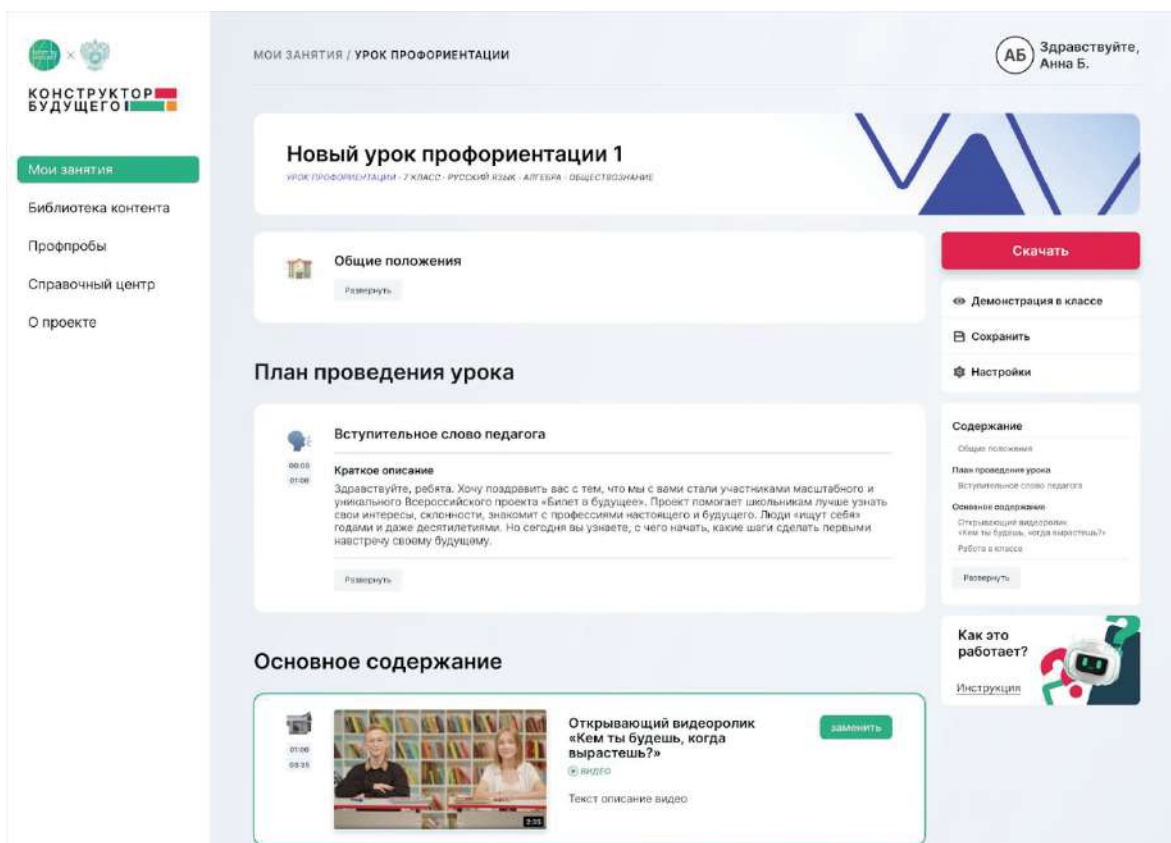 КОНСТРУКТОР
БУДУЩЕГО
Мои занятия
Библиотека контента
Профпробы
Справочный центр
О проекте
МОИ ЗАНЯТИЯ / УРОК ПРОФОРИЕНТАЦИИ
АБ
Здравствуйте,
Анна Б.
Новый урок профориентации 1
УРОК ПРОФОРИЕНТАЦИИ - 7 КЛАСС - РУССКИЙ ЯЗЫК - АЛГЕБРА - ОБЩЕСТВОЗНАНИЕ
Общие положения
Развернуть
План проведения урока
Вступительное слово педагога
00:00
01:00
Краткое описание
Здравствуйте, ребята. Хочу поздравить вас с тем, что мы с вами стали участниками масштабного и
уникального Всероссийского проекта «Билет в будущее». Проект помогает школьникам лучше узнать
свои интересы, склонности, знакомит с профессиями настоящего и будущего. Люди «ищут себя»
годами и даже десятилетиями. Но сегодня вы узнаете, с чего начать, какие шаги сделать первыми
навстречу своему будущему.
Развернуть
Основное содержание
01:00
03:35
2:35
Открывающий видеоролик
«Кем ты будешь, когда
вырастешь?»
ВИДЕО
Текст описание видео
заменить
Скачать
Демонстрация в классе
Сохранить
Настройки
Содержание
Общие положения
План проведения урока
Вступительное слово педагога
Основное содержание
Открывающий видеоролик
«Кем ты будешь, когда вырастешь?»
Работа в классе
Развернуть
Как это
работает?
Инструкция